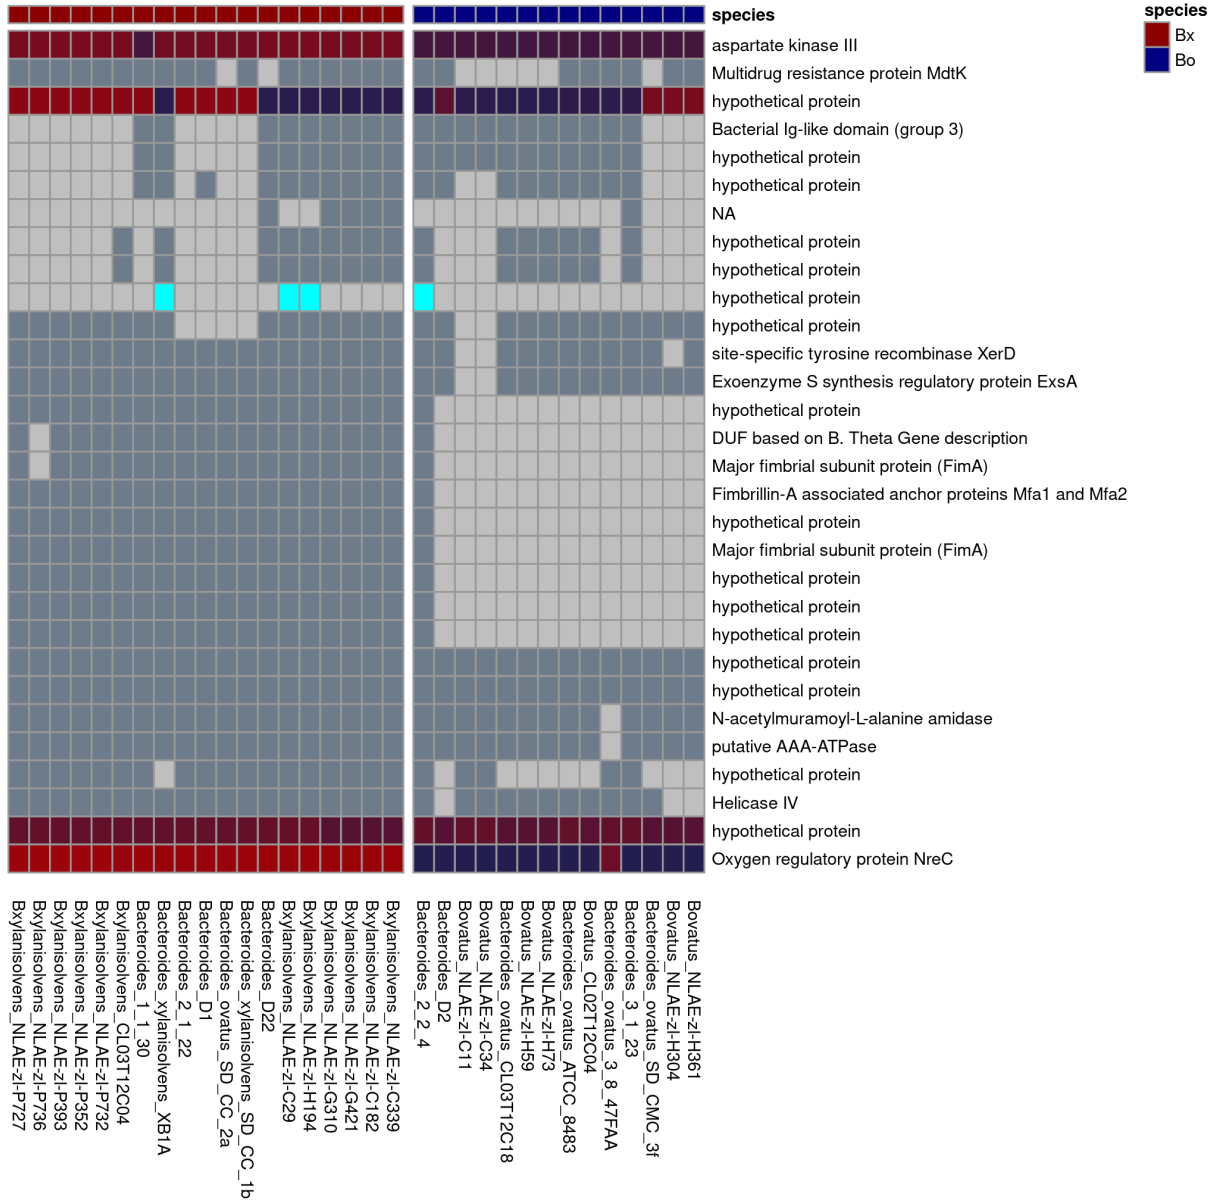 species
species
Bx
Bo
aspartate kinase III
Multidrug resistance protein MdtK
hypothetical protein
Bacterial Ig-like domain (group 3)
hypothetical protein
hypothetical protein
NA
hypothetical protein
hypothetical protein
hypothetical protein
hypothetical protein
site-specific tyrosine recombinase XerD
Exoenzyme S synthesis regulatory protein ExsA
hypothetical protein
DUF based on B. Theta Gene description
Major fimbrial subunit protein (FimA)
Fimbrillin-A associated anchor proteins Mfa1 and Mfa2
hypothetical protein
Major fimbrial subunit protein (FimA)
hypothetical protein
hypothetical protein
hypothetical protein
hypothetical protein
hypothetical protein
N-acetylmuramoyl-L-alanine amidase
putative AAA-ATPase
hypothetical protein
Helicase IV
hypothetical protein
Oxygen regulatory protein NreC
Bxylanisolvens_NLAE-zl-P727
Bxylanisolvens_NLAE-zl-P736
Bxylanisolvens_NLAE-zl-P393
Bxylanisolvens_NLAE-zl-P352
Bxylanisolvens_NLAE-zl-P732
Bxylanisolvens_CL03T12C04
Bacteroides_1_1_30
Bacteroides_xylanisolvens_XB1A
Bacteroides_2_1_22
Bacteroides_D1
Bacteroides_ovatus_SD_CC_2a
Bacteroides_xylanisolvens_SD_CC_1b
Bacteroides_D22
Bxylanisolvens_NLAE-zl-C29
Bxylanisolvens_NLAE-zl-H194
Bxylanisolvens_NLAE-zl-G310
Bxylanisolvens_NLAE-zl-G421
Bxylanisolvens_NLAE-zl-C182
Bxylanisolvens_NLAE-zl-C339
Bacteroides_2_2_4
Bacteroides_D2
Bovatus_NLAE-zl-C11
Bovatus_NLAE-zl-C34
Bacteroides_ovatus_CL03T12C18
Bovatus_NLAE-zl-H59
Bovatus_NLAE-zl-H73
Bacteroides_ovatus_ATCC_8483
Bovatus_CL02T12C04
Bacteroides_ovatus_3_8_47FAA
Bacteroides_3_1_23
Bacteroides_ovatus_SD_CMC_3f
Bovatus_NLAE-zl-H304
Bovatus_NLAE-zl-H361